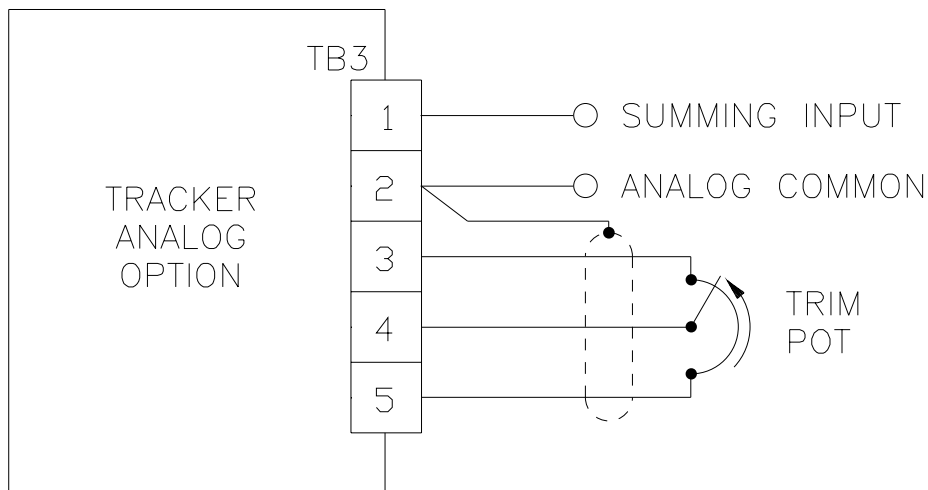 TB3
1
SUMMING INPUT
2
ANALOG COMMON
TRACKER
ANALOG
OPTION
3
4
5
TRIM
POT